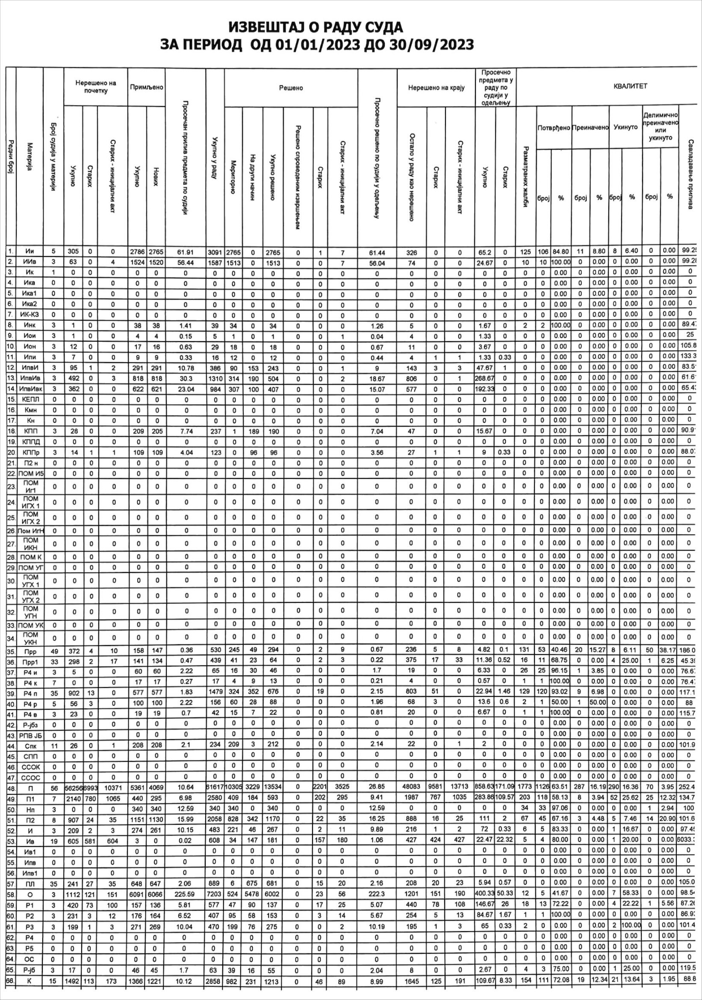 ИЗВЕШТАЈ О РАДУ СУДА
ЗА ПЕРИОД ОД 01/01/2023 ДО 30/09/2023
Нерешено на почетку
Примљено
Решено
Нерешено на крају
Просечно предмета у раду по судији у одељењу
КВАЛИТЕТ
Потврђено Преиначено Укинуто Делимично преиначено или укинуто
Редни број
Материја
Број судија у материји
Укупно
Старих
Старих - иницијални акт
Укупно
Нових
Просечан прилив предмета по судији
Укупно у раду
Мериторно
На други начин
Укупно решено
Решено спроведеним извршењем
Старих
Старих - иницијални акт
Просечно решено по судији у одељењу
Остало у раду као нерешено
Старих
Старих - иницијални акт
Укупно
Старих
Разматраних жалби
број % број % број % број %
Савладавање прилива
1. Ии 5 305 0 0 2786 2765 61.91 3091 2765 0 2765 0 1 7 61.44 326 0 0 65.2 0 125 106 84.80 11 8.80 8 6.40 0 0.00
2. ИИв 3 63 0 4 1524 1520 56.44 1587 1513 0 1513 0 0 7 56.04 74 0 0 24.67 0 10 10 100.00 0 0.00 0 0.00 0 0.00
3. Ик 1 0 0 0 0 0 0 0 0 0 0 0 0 0 0 0 0 0 0 0 0 0 0.00 0 0.00 0 0.00 0 0.00 0
4. Ика 0 0 0 0 0 0 0 0 0 0 0 0 0 0 0 0 0 0 0 0 0 0 0.00 0 0.00 0 0.00 0 0.00 0
5. Ика1 0 0 0 0 0 0 0 0 0 0 0 0 0 0 0 0 0 0 0 0 0 0 0.00 0 0.00 0 0.00 0 0.00 0
6. Ика2 0 0 0 0 0 0 0 0 0 0 0 0 0 0 0 0 0 0 0 0 0 0 0.00 0 0.00 0 0.00 0 0.00 0
7. ИК-КЗ 0 0 0 0 0 0 0 0 0 0 0 0 0 0 0 0 0 0 0 0 0 0 0.00 0 0.00 0 0.00 0 0.00 0
8. Инк 3 1 0 0 38 38 1.41 39 34 0 34 0 0 0 1.26 5 0 0 1.67 0 2 2 100.00 0 0.00 0 0.00 0 0.00
9. Иои 3 1 0 0 4 4 0.15 5 1 0 1 0 0 1 0.04 4 0 0 1.33 0 0 0 0.00 0 0.00 0 0.00 0 0.00 25
10. Ион 3 12 0 0 17 16 0.63 29 18 0 18 0 0 0 0.67 11 0 0 3.67 0 0 0 0.00 0 0.00 0 0.00 0 0.00 105.8
11. Ипи 3 7 0 0 9 9 0.33 16 12 0 12 0 0 0 0.44 4 1 1 1.33 0.33 0 0 0.00 0 0.00 0 0.00 0 0.00 133.3
12. ИпвИ 3 95 1 2 291 291 10.78 386 90 153 243 0 0 1 9 143 3 3 47.67 1 0 0 0.00 0 0.00 0 0.00 0 0.00
13. ИпвИв 3 492 0 3 818 818 30.3 1310 314 190 504 0 0 2 18.67 806 0 1 268.67 0 0 0 0.00 0 0.00 0 0.00 0 0.00
14. ИпвИвк 3 362 0 0 622 621 23.04 984 307 100 407 0 0 0 15.07 577 0 0 192.33 0 0 0 0.00 0 0.00 0 0.00 0 0.00
15. КЕПЛ 0 0 0 0 0 0 0 0 0 0 0 0 0 0 0 0 0 0 0 0 0 0 0.00 0 0.00 0 0.00 0 0.00 0
16. Кмн 0 0 0 0 0 0 0 0 0 0 0 0 0 0 0 0 0 0 0 0 0 0 0.00 0 0.00 0 0.00 0 0.00 0
17. Кн 0 0 0 0 0 0 0 0 0 0 0 0 0 0 0 0 0 0 0 0 0 0 0.00 0 0.00 0 0.00 0 0.00 0
18. КПП 3 28 0 0 209 205 7.74 237 1 189 190 0 0 0 7.04 47 0 0 15.67 0 0 0 0.00 0 0.00 0 0.00 0 0.00
19. КППД 0 0 0 0 0 0 0 0 0 0 0 0 0 0 0 0 0 0 0 0 0 0 0.00 0 0.00 0 0.00 0 0.00 0
20. КППр 3 14 1 1 109 109 4.04 123 0 96 96 0 0 0 3.56 27 1 1 9 0.33 0 0 0.00 0 0.00 0 0.00 0 0.00
21. П2 н 0 0 0 0 0 0 0 0 0 0 0 0 0 0 0 0 0 0 0 0 0 0 0.00 0 0.00 0 0.00 0 0.00 0
22. ПОМ И5 0 0 0 0 0 0 0 0 0 0 0 0 0 0 0 0 0 0 0 0 0 0 0.00 0 0.00 0 0.00 0 0.00 0
23. ПОМ Иг1 0 0 0 0 0 0 0 0 0 0 0 0 0 0 0 0 0 0 0 0 0 0 0.00 0 0.00 0 0.00 0 0.00 0
24. ПОМ ИГХ 1 0 0 0 0 0 0 0 0 0 0 0 0 0 0 0 0 0 0 0 0 0 0 0.00 0 0.00 0 0.00 0 0.00 0
25. ПОМ ИГХ 2 0 0 0 0 0 0 0 0 0 0 0 0 0 0 0 0 0 0 0 0 0 0 0.00 0 0.00 0 0.00 0 0.00 0
26. Пом ИгН 0 0 0 0 0 0 0 0 0 0 0 0 0 0 0 0 0 0 0 0 0 0 0.00 0 0.00 0 0.00 0 0.00 0
27. ПОМ ИКН 0 0 0 0 0 0 0 0 0 0 0 0 0 0 0 0 0 0 0 0 0 0 0.00 0 0.00 0 0.00 0 0.00 0
28. ПОМ К 0 0 0 0 0 0 0 0 0 0 0 0 0 0 0 0 0 0 0 0 0 0 0.00 0 0.00 0 0.00 0 0.00 0
29. ПОМ УГ 0 0 0 0 0 0 0 0 0 0 0 0 0 0 0 0 0 0 0 0 0 0 0.00 0 0.00 0 0.00 0 0.00 0
30. ПОМ УГХ 1 0 0 0 0 0 0 0 0 0 0 0 0 0 0 0 0 0 0 0 0 0 0 0.00 0 0.00 0 0.00 0 0.00 0
31. ПОМ УГХ 2 0 0 0 0 0 0 0 0 0 0 0 0 0 0 0 0 0 0 0 0 0 0 0.00 0 0.00 0 0.00 0 0.00 0
32. ПОМ УГН 0 0 0 0 0 0 0 0 0 0 0 0 0 0 0 0 0 0 0 0 0 0 0.00 0 0.00 0 0.00 0 0.00 0
33. ПОМ УК 0 0 0 0 0 0 0 0 0 0 0 0 0 0 0 0 0 0 0 0 0 0 0.00 0 0.00 0 0.00 0 0.00 0
34. ПОМ УКН 0 0 0 0 0 0 0 0 0 0 0 0 0 0 0 0 0 0 0 0 0 0 0.00 0 0.00 0 0.00 0 0.00 0
35. Прр 49 372 4 10 158 147 0.36 530 245 49 294 0 2 9 0.67 236 5 8 4.82 0.1 131 53 40.46 20 15.27 8 6.11 50 38.17 186.0
36. Прр1 33 298 2 17 141 134 0.47 439 41 23 64 0 2 3 0.22 375 17 33 11.36 0.52 16 11 68.75 0 0.00 4 25.00 1 6.25
37. Р4 и 3 5 0 0 60 60 2.22 65 16 30 46 0 0 0 1.7 19 0 0 6.33 0 26 25 96.15 1 3.85 0 0.00 0 0.00
38. Р4 к 7 0 0 0 17 17 0.27 17 4 9 13 0 0 0 0.21 4 0 0 0.57 0 1 1 100.00 0 0.00 0 0.00 0 0.00
39. Р4 п 35 902 13 0 577 577 1.83 1479 324 352 676 0 19 0 2.15 803 51 0 22.94 1.46 129 120 93.02 9 6.98 0 0.00 0 0.00 117.1
40. Р4 р 5 56 3 0 100 100 2.22 156 60 28 88 0 0 0 1.96 68 3 0 13.6 0.6 2 1 50.00 1 50.00 0 0.00 0 0.00 88
41. Р4 в 3 23 0 0 19 19 0.7 42 15 7 22 0 0 0 0.81 20 0 0 6.67 0 1 1 100.00 0 0.00 0 0.00 0 0.00 115.7
42. Р-јбз 0 0 0 0 0 0 0 0 0 0 0 0 0 0 0 0 0 0 0 0 0 0 0.00 0 0.00 0 0.00 0 0.00 0
43. РПВ ЈБ 0 0 0 0 0 0 0 0 0 0 0 0 0 0 0 0 0 0 0 0 0 0 0.00 0 0.00 0 0.00 0 0.00 0
44. Спк 11 26 0 1 208 208 2.1 234 209 3 212 0 0 0 2.14 22 0 1 2 0 0 0 0.00 0 0.00 0 0.00 0 0.00 101.9
45. СПП 0 0 0 0 0 0 0 0 0 0 0 0 0 0 0 0 0 0 0 0 0 0 0.00 0 0.00 0 0.00 0 0.00 0
46. ССОК 0 0 0 0 0 0 0 0 0 0 0 0 0 0 0 0 0 0 0 0 0 0 0.00 0 0.00 0 0.00 0 0.00 0
47. ССОС 0 0 0 0 0 0 0 0 0 0 0 0 0 0 0 0 0 0 0 0 0 0 0.00 0 0.00 0 0.00 0 0.00 0
48. П 56 56256 6993 10371 5361 4069 10.64 61617 10305 3229 13534 0 2201 3525 26.85 48083 9581 13713 858.63 171.09 1773 1126 63.51 287 16.19 290 16.36 70 3.95 252.4
49. П1 7 2140 780 1065 440 295 6.98 2580 409 184 593 0 202 295 9.41 1987 767 1035 283.86 109.57 203 118 58.13 8 3.94 52 25.62 25 12.32 134.7
50. Нп 3 0 0 0 340 340 12.59 340 340 0 340 0 0 0 12.59 0 0 0 0 0 34 33 97.06 0 0.00 0 0.00 1 2.94 100
51. П2 8 907 24 35 1151 1130 15.99 2058 828 342 1170 0 22 35 16.25 888 16 25 111 2 67 45 67.16 3 4.48 5 7.46 14 20.90 101.6
52. И 3 209 2 3 274 261 10.15 483 221 46 267 0 2 11 9.89 216 1 2 72 0.33 6 5 83.33 0 0.00 1 16.67 0 0.00
53. Ив 19 605 581 604 3 0 0.02 608 34 147 181 0 157 180 1.06 427 424 427 22.47 22.32 5 4 80.00 0 0.00 1 20.00 0 0.00
54. Ив1 0 0 0 0 0 0 0 0 0 0 0 0 0 0 0 0 0 0 0 0 0 0 0.00 0 0.00 0 0.00 0 0.00 0
55. Ипв 0 0 0 0 0 0 0 0 0 0 0 0 0 0 0 0 0 0 0 0 0 0 0.00 0 0.00 0 0.00 0 0.00 0
56. Ипв1 0 0 0 0 0 0 0 0 0 0 0 0 0 0 0 0 0 0 0 0 0 0 0.00 0 0.00 0 0.00 0 0.00 0
57. ПЛ 35 241 27 35 648 647 2.06 889 6 675 681 0 15 20 2.16 208 20 23 5.94 0.57 0 0 0.00 0 0.00 0 0.00 0 0.00 105.0
58. О 3 1112 121 151 6091 6066 225.59 7203 524 5478 6002 0 23 56 222.3 1201 151 190 400.33 50.33 12 5 41.67 0 0.00 7 58.33 0 0.00
59. Р1 3 420 73 100 157 136 5.81 577 47 90 137 0 17 25 5.07 440 78 108 146.67 26 18 13 72.22 0 0.00 4 22.22 1 5.56
60. Р2 3 231 3 12 176 164 6.52 407 95 58 153 0 3 14 5.67 254 5 13 84.67 1.67 1 1 100.00 0 0.00 0 0.00 0 0.00
61. Р3 3 199 1 3 271 269 10.04 470 199 76 275 0 0 2 10.19 195 1 3 65 0.33 2 0 0.00 0 0.00 2 100.00 0 0.00 101.4
62. Р4 0 0 0 0 0 0 0 0 0 0 0 0 0 0 0 0 0 0 0 0 0 0 0.00 0 0.00 0 0.00 0 0.00 0
63. Р5 0 0 0 0 0 0 0 0 0 0 0 0 0 0 0 0 0 0 0 0 0 0 0.00 0 0.00 0 0.00 0 0.00 0
64. ОС 0 0 0 0 0 0 0 0 0 0 0 0 0 0 0 0 0 0 0 0 0 0 0.00 0 0.00 0 0.00 0 0.00 0
65. Р-јб 3 17 0 0 46 45 1.7 63 39 16 55 0 0 0 2.04 8 0 0 2.67 0 4 3 75.00 0 0.00 1 25.00 0 0.00 119.5
66. К 15 1492 113 173 1366 1221 10.12 2858 982 231 1213 0 46 89 8.99 1645 125 191 109.67 8.33 154 111 72.08 19 12.34 21 13.64 3 1.95 88.8